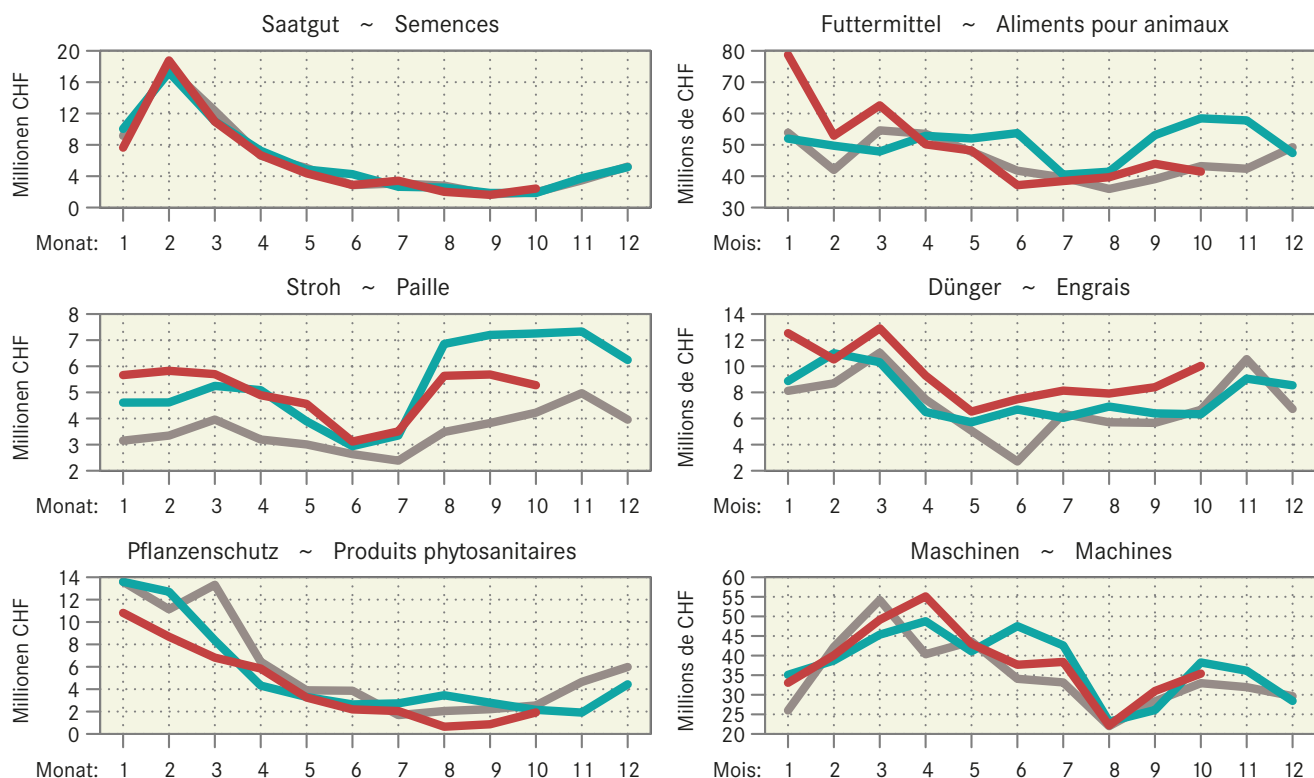 Saatgut ~ Semences
Millionen CHF
20
16
12
8
4
0
Monat: 1 2 3 4 5 6 7 8 9 10 11 12
Futtermittel ~ Aliments pour animaux
Millions de CHF
80
70
60
50
40
30
Mois: 1 2 3 4 5 6 7 8 9 10 11 12
Stroh ~ Paille
Millionen CHF
8
7
6
5
4
3
2
Monat: 1 2 3 4 5 6 7 8 9 10 11 12
Dünger ~ Engrais
Millions de CHF
14
12
10
8
6
4
2
Mois: 1 2 3 4 5 6 7 8 9 10 11 12
Pflanzenschutz ~ Produits phytosanitaires
Millionen CHF
14
12
10
8
6
4
2
0
Monat: 1 2 3 4 5 6 7 8 9 10 11 12
Maschinen ~ Machines
Millions de CHF
60
55
50
45
40
35
30
25
20
Mois: 1 2 3 4 5 6 7 8 9 10 11 12